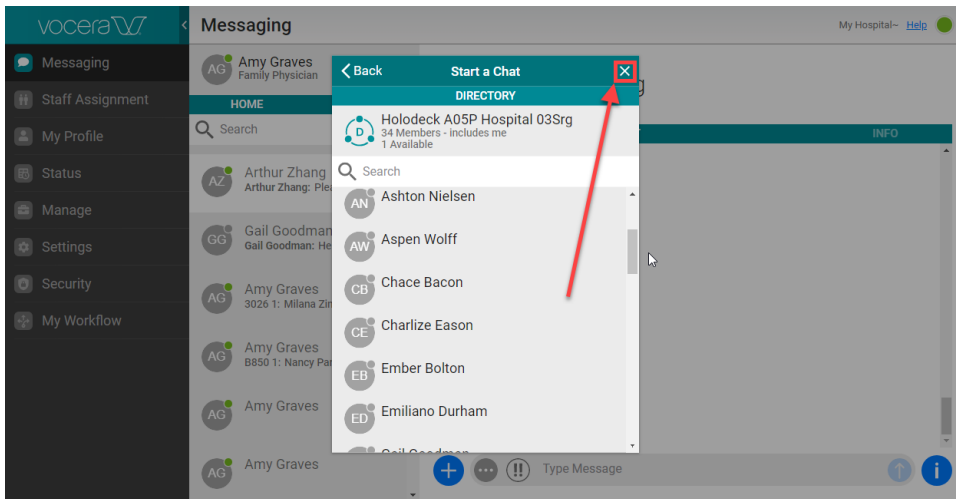 vocera
Messaging
My Hospital~ Help
Messaging
Staff Assignment
My Profile
Status
Manage
Settings
Security
My Workflow
AG
Amy Graves
Family Physician
HOME
Search
AZ
Arthur Zhang
Arthur Zhang: Plea
GG
Gail Goodman
Gail Goodman: He
AG
Amy Graves
3026 1: Milana Zin
AG
Amy Graves
B850 1: Nancy Par
AG
Amy Graves
AG
Amy Graves
Back
Start a Chat
DIRECTORY
D
Holodeck A05P Hospital 03Srg
34 Members - includes me
1 Available
Search
AN
Ashton Nielsen
AW
Aspen Wolff
CB
Chace Bacon
CE
Charlize Eason
EB
Ember Bolton
ED
Emiliano Durham
g
INFO
Type Message